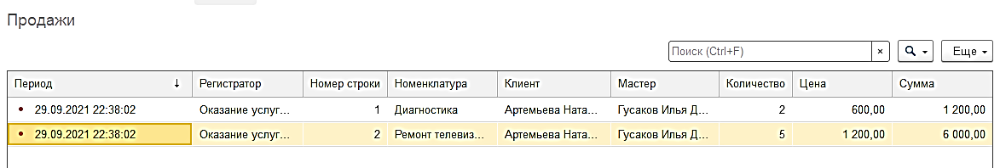 Продажи
Поиск (Ctrl+F) × Еще
Период ↓ Регистратор Номер строки Номенклатура Клиент Мастер Количество Цена Сумма
29.09.2021 22:38:02 Оказание услуг... 1 Диагностика Артемьева Ната... Гусаков Илья Д... 2 600,00 1 200,00
29.09.2021 22:38:02 Оказание услуг... 2 Ремонт телевиз... Артемьева Ната... Гусаков Илья Д... 5 1 200,00 6 000,00